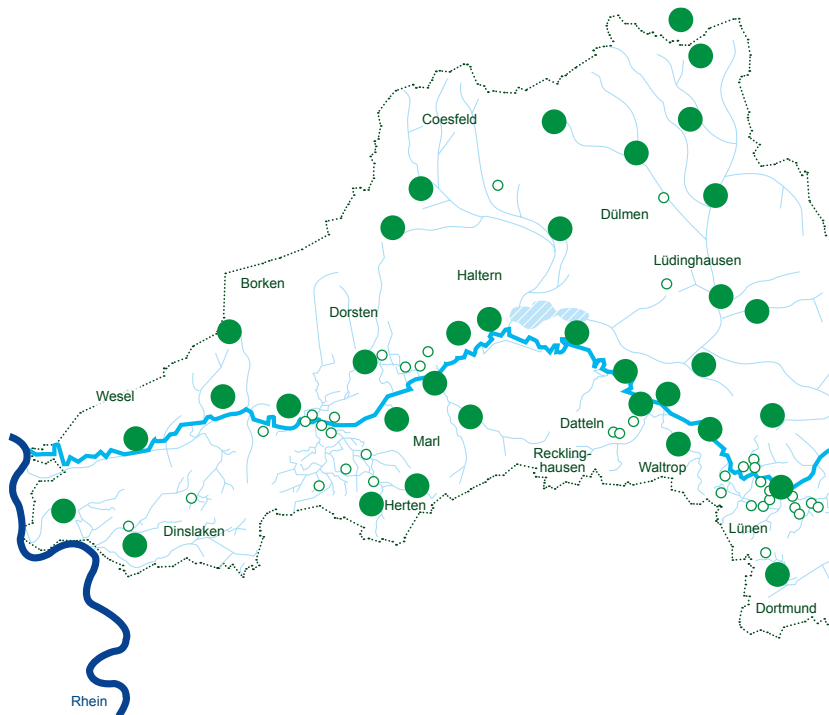 Coesfeld
Dülmen
Lüdinghausen
Haltern
Borken
Dorsten
Wesel
Datteln
Marl
Reckling-
hausen
Waltrop
Herten
Lünen
Dinslaken
Dortmund
Rhein